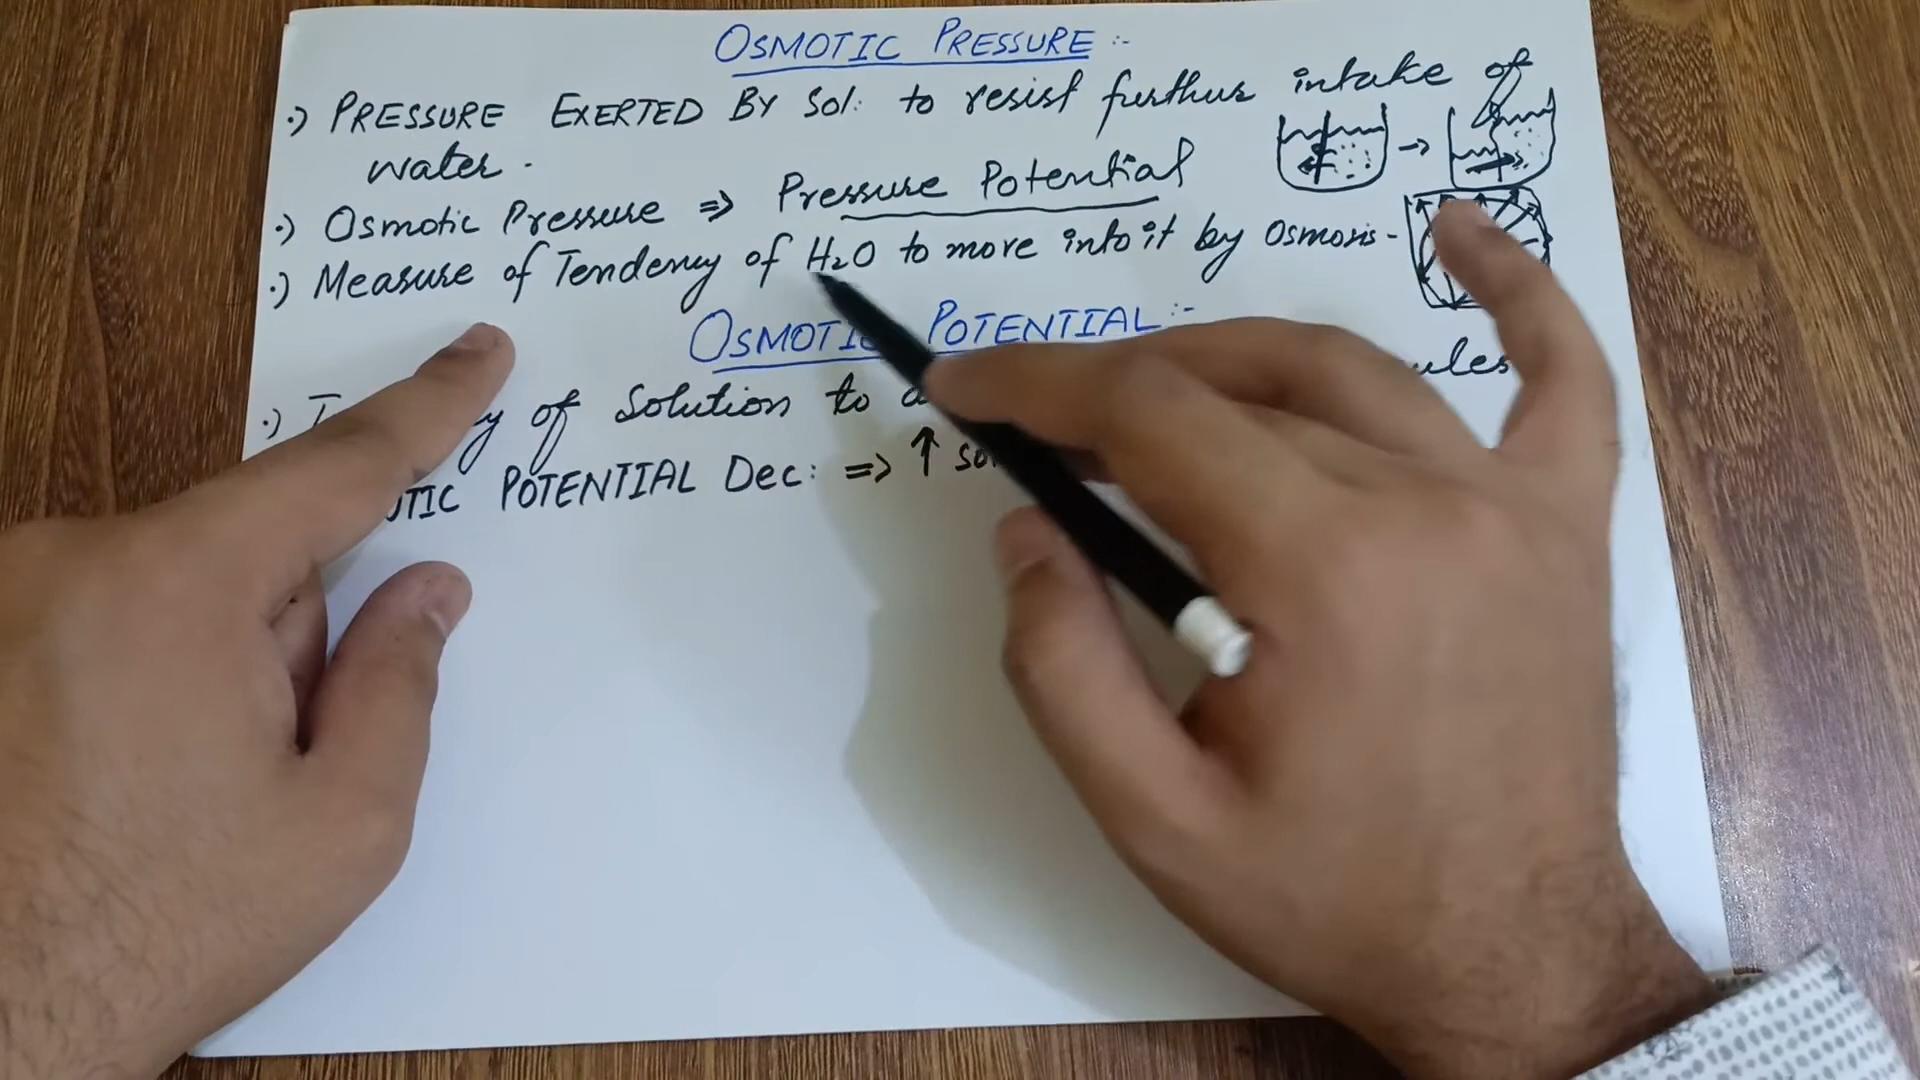 OSMOTIC PRESSURE :-
·) PRESSURE EXERTED BY Sol: to resist further intake of
water.
·) Osmotic Pressure => Pressure Potential
·) Measure of Tendency of H₂O to move into it by Osmosis -
OSMOTIC POTENTIAL :-
·) of Solution to
POTENTIAL Dec: => ↑